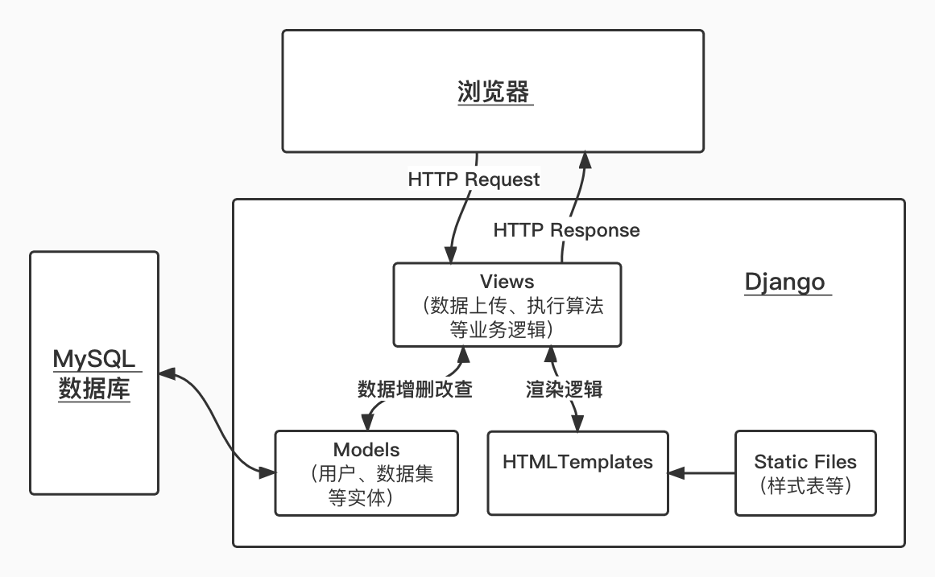 浏览器
HTTP Request
HTTP Response
Django
Views
（数据上传、执行算法
等业务逻辑）
MySQL
数据库
数据增删改查
渲染逻辑
Models
（用户、数据集
等实体）
HTMLTemplates
Static Files
（样式表等）